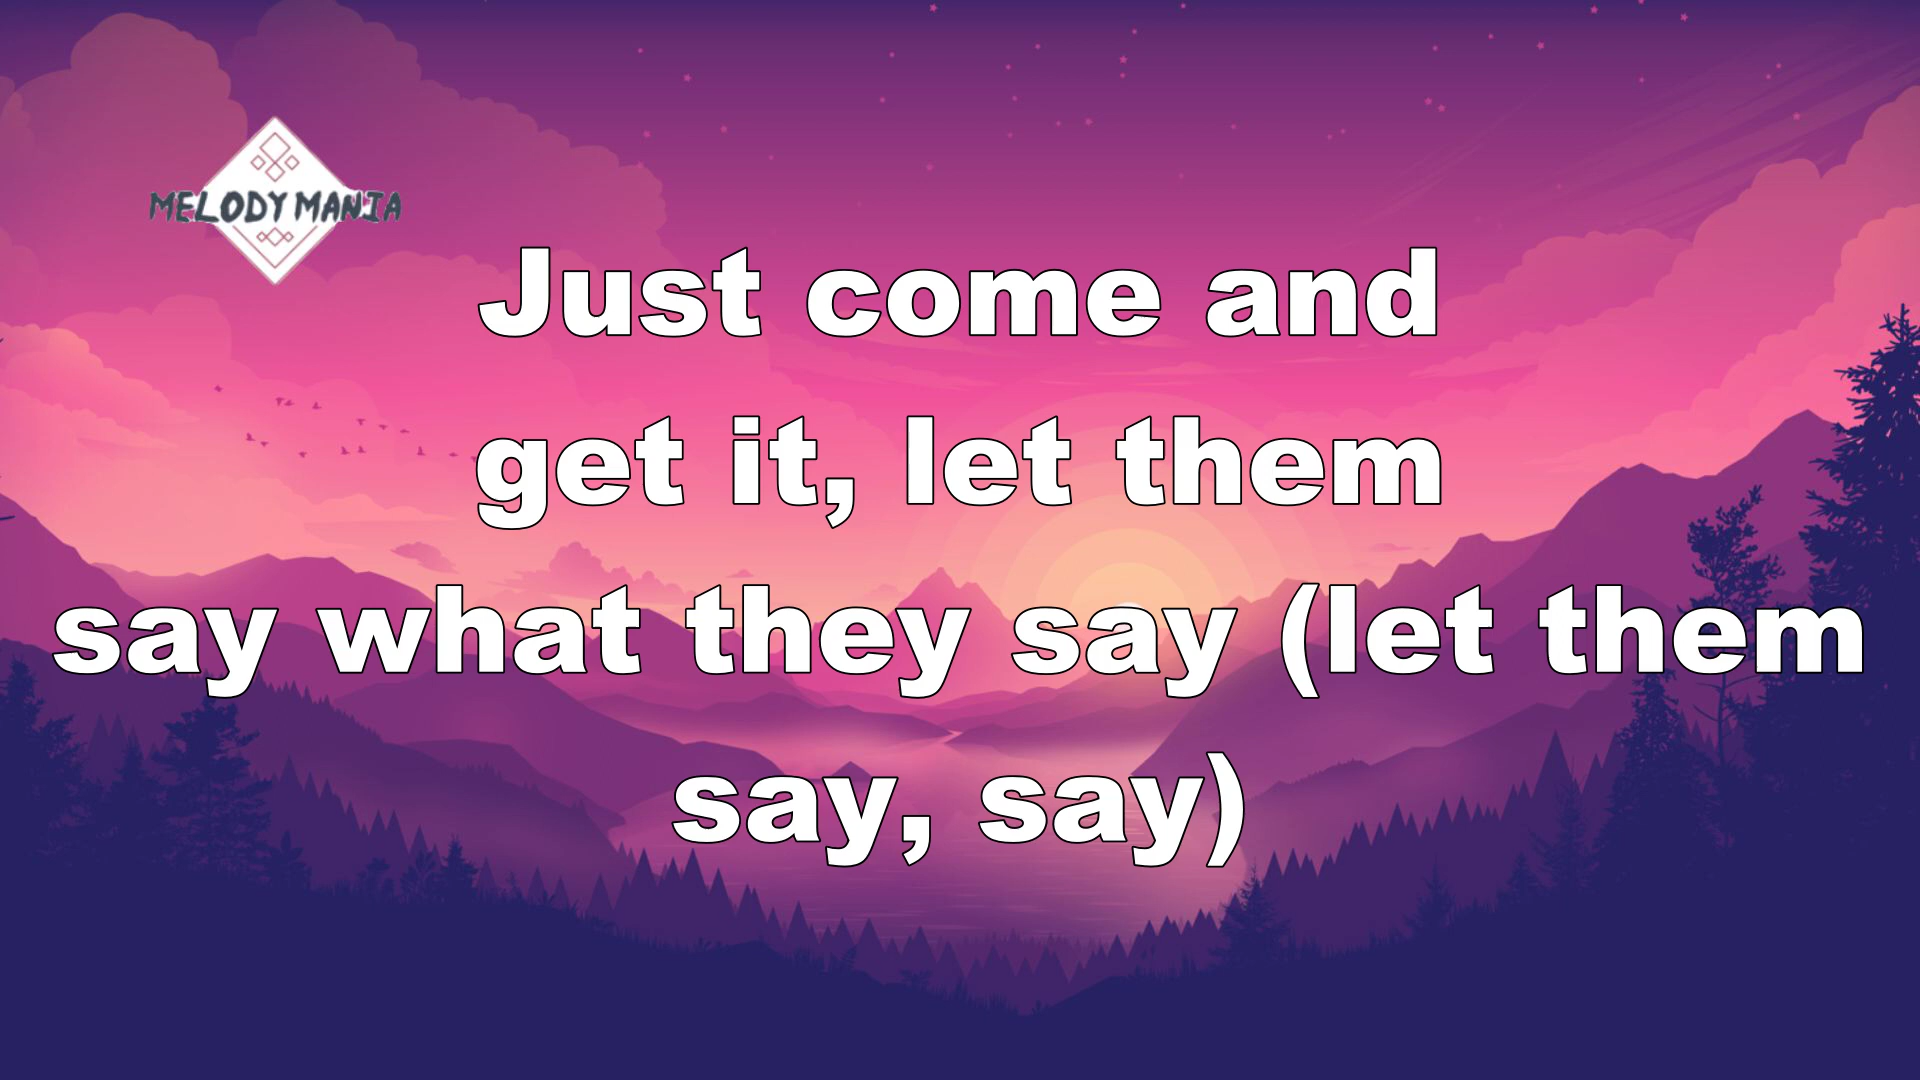 MELODY MANIA
Just come and
get it, let them
say what they say (let them
say, say)